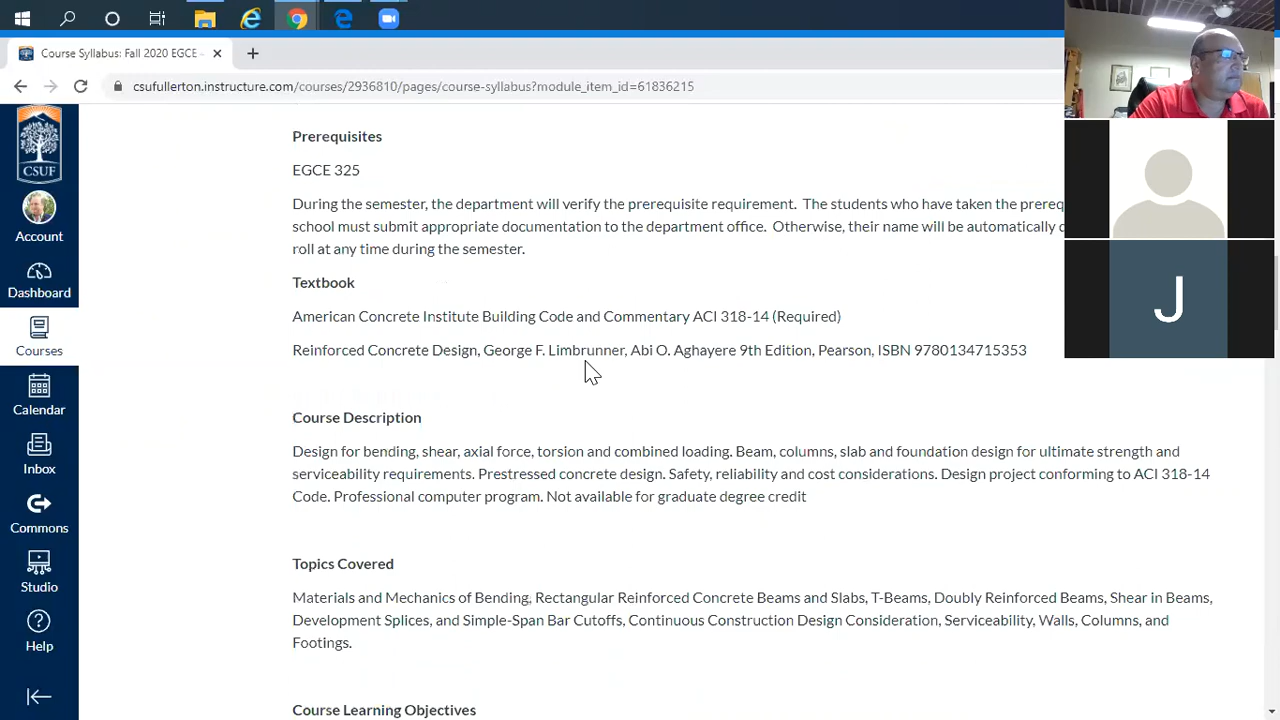 Course Syllabus: Fall 2020 EGCE -
csufullerton.instructure.com/courses/2936810/pages/course-syllabus?module_item_id=61836215
CSUF
Account
Dashboard
Courses
Calendar
Inbox
Commons
Studio
Help
Prerequisites
EGCE 325
During the semester, the department will verify the prerequisite requirement. The students who have taken the prereq
school must submit appropriate documentation to the department office. Otherwise, their name will be automatically
roll at any time during the semester.
Textbook
American Concrete Institute Building Code and Commentary ACI 318-14 (Required)
Reinforced Concrete Design, George F. Limbrunner, Abi O. Aghayere 9th Edition, Pearson, ISBN 9780134715353
Course Description
Design for bending, shear, axial force, torsion and combined loading. Beam, columns, slab and foundation design for ultimate strength and
serviceability requirements. Prestressed concrete design. Safety, reliability and cost considerations. Design project conforming to ACI 318-14
Code. Professional computer program. Not available for graduate degree credit
Topics Covered
Materials and Mechanics of Bending, Rectangular Reinforced Concrete Beams and Slabs, T-Beams, Doubly Reinforced Beams, Shear in Beams,
Development Splices, and Simple-Span Bar Cutoffs, Continuous Construction Design Consideration, Serviceability, Walls, Columns, and
Footings.
Course Learning Objectives
J